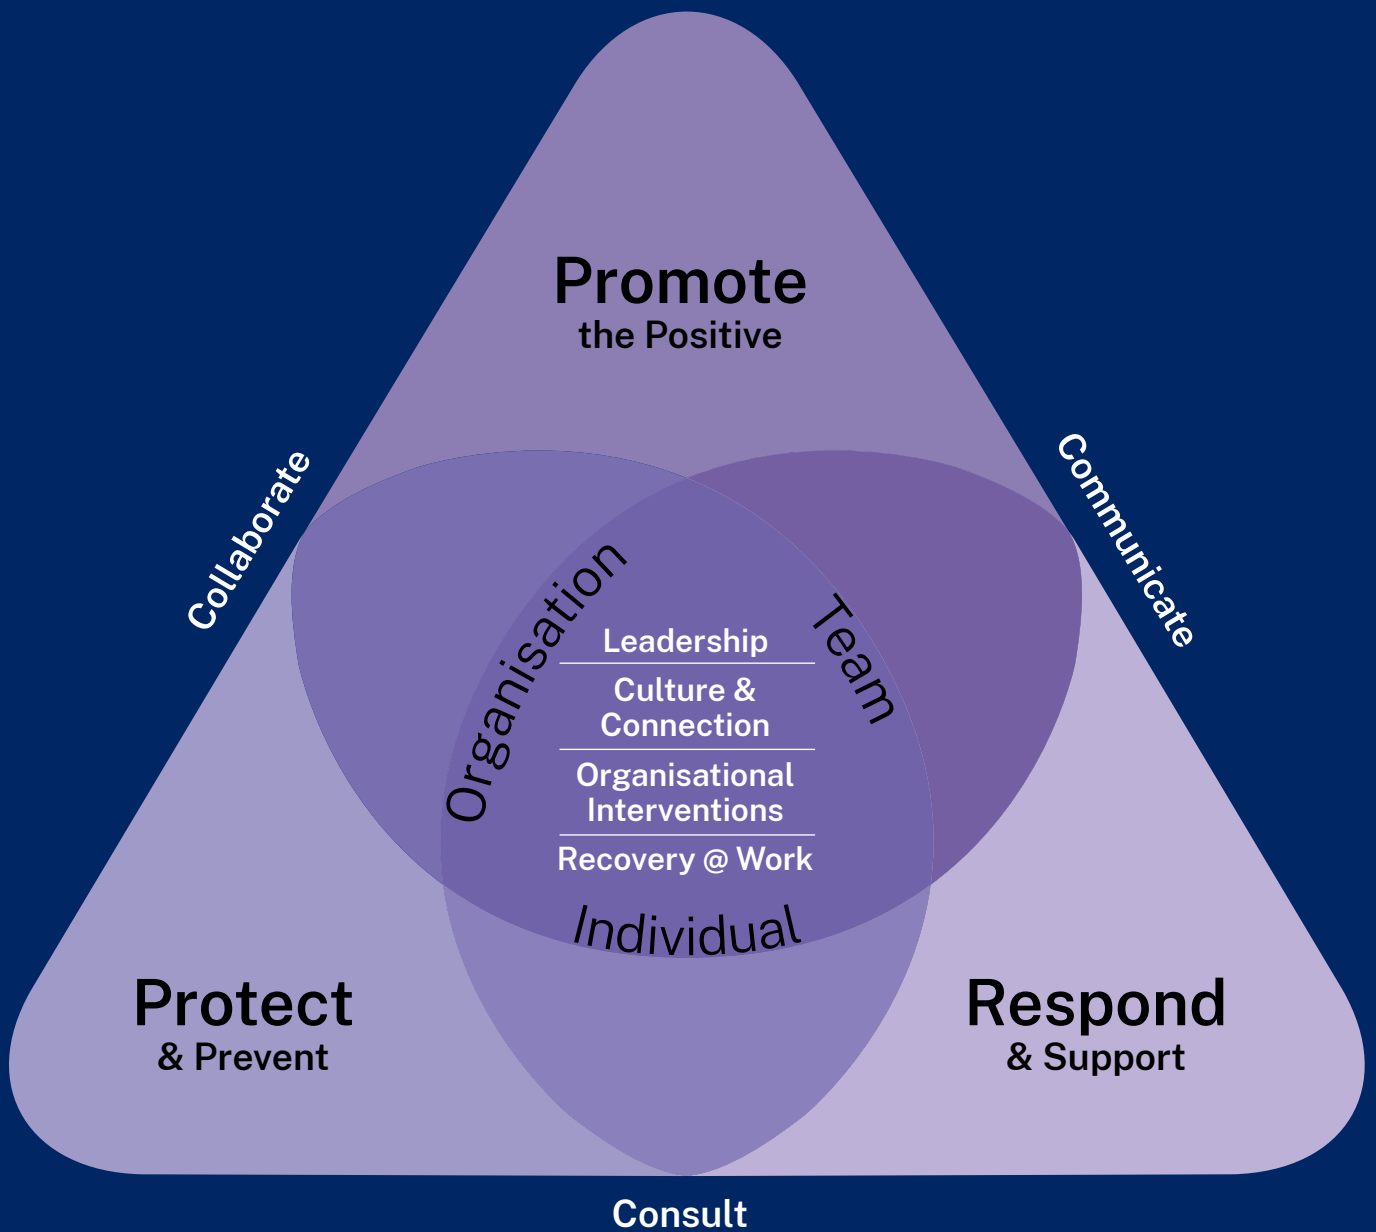 Promote
the Positive
Collaborate
Communicate
Organisation
Team
Leadership
Culture &
Connection
Organisational
Interventions
Recovery @ Work
Individual
Protect
& Prevent
Respond
& Support
Consult